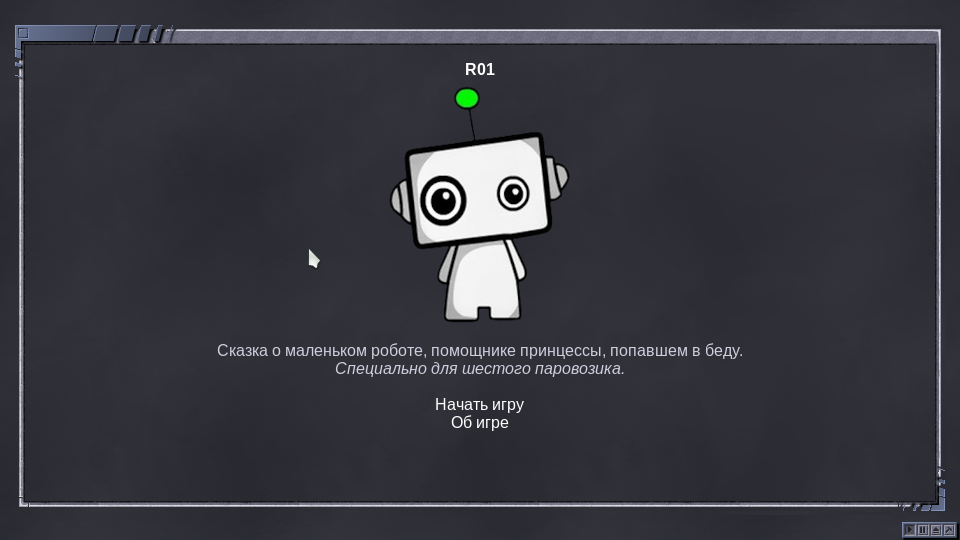 R01
Сказка о маленьком роботе, помощнике принцессы, попавшем в беду.
Специально для шестого паровозика.
Начать игру
Об игре